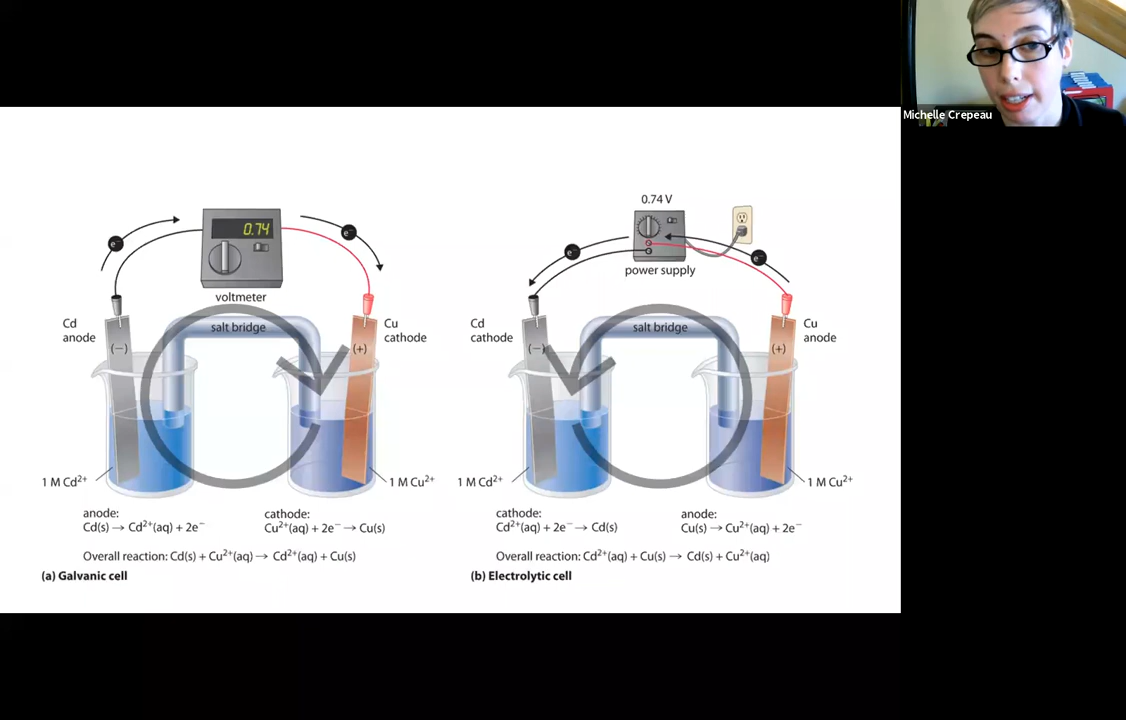 Michelle Crepeau
0.74
voltmeter
Cd
anode
(−)
salt bridge
Cu
cathode
(+)
1 M Cd²⁺
1 M Cu²⁺
anode:
Cd(s) → Cd²⁺(aq) + 2e⁻
cathode:
Cu²⁺(aq) + 2e⁻ → Cu(s)
Overall reaction: Cd(s) + Cu²⁺(aq) → Cd²⁺(aq) + Cu(s)
(a) Galvanic cell
e⁻
e⁻
0.74 V
power supply
e⁻
e⁻
Cd
cathode
(−)
salt bridge
Cu
anode
(+)
1 M Cd²⁺
1 M Cu²⁺
cathode:
Cd²⁺(aq) + 2e⁻ → Cd(s)
anode:
Cu(s) → Cu²⁺(aq) + 2e⁻
Overall reaction: Cd²⁺(aq) + Cu(s) → Cd(s) + Cu²⁺(aq)
(b) Electrolytic cell